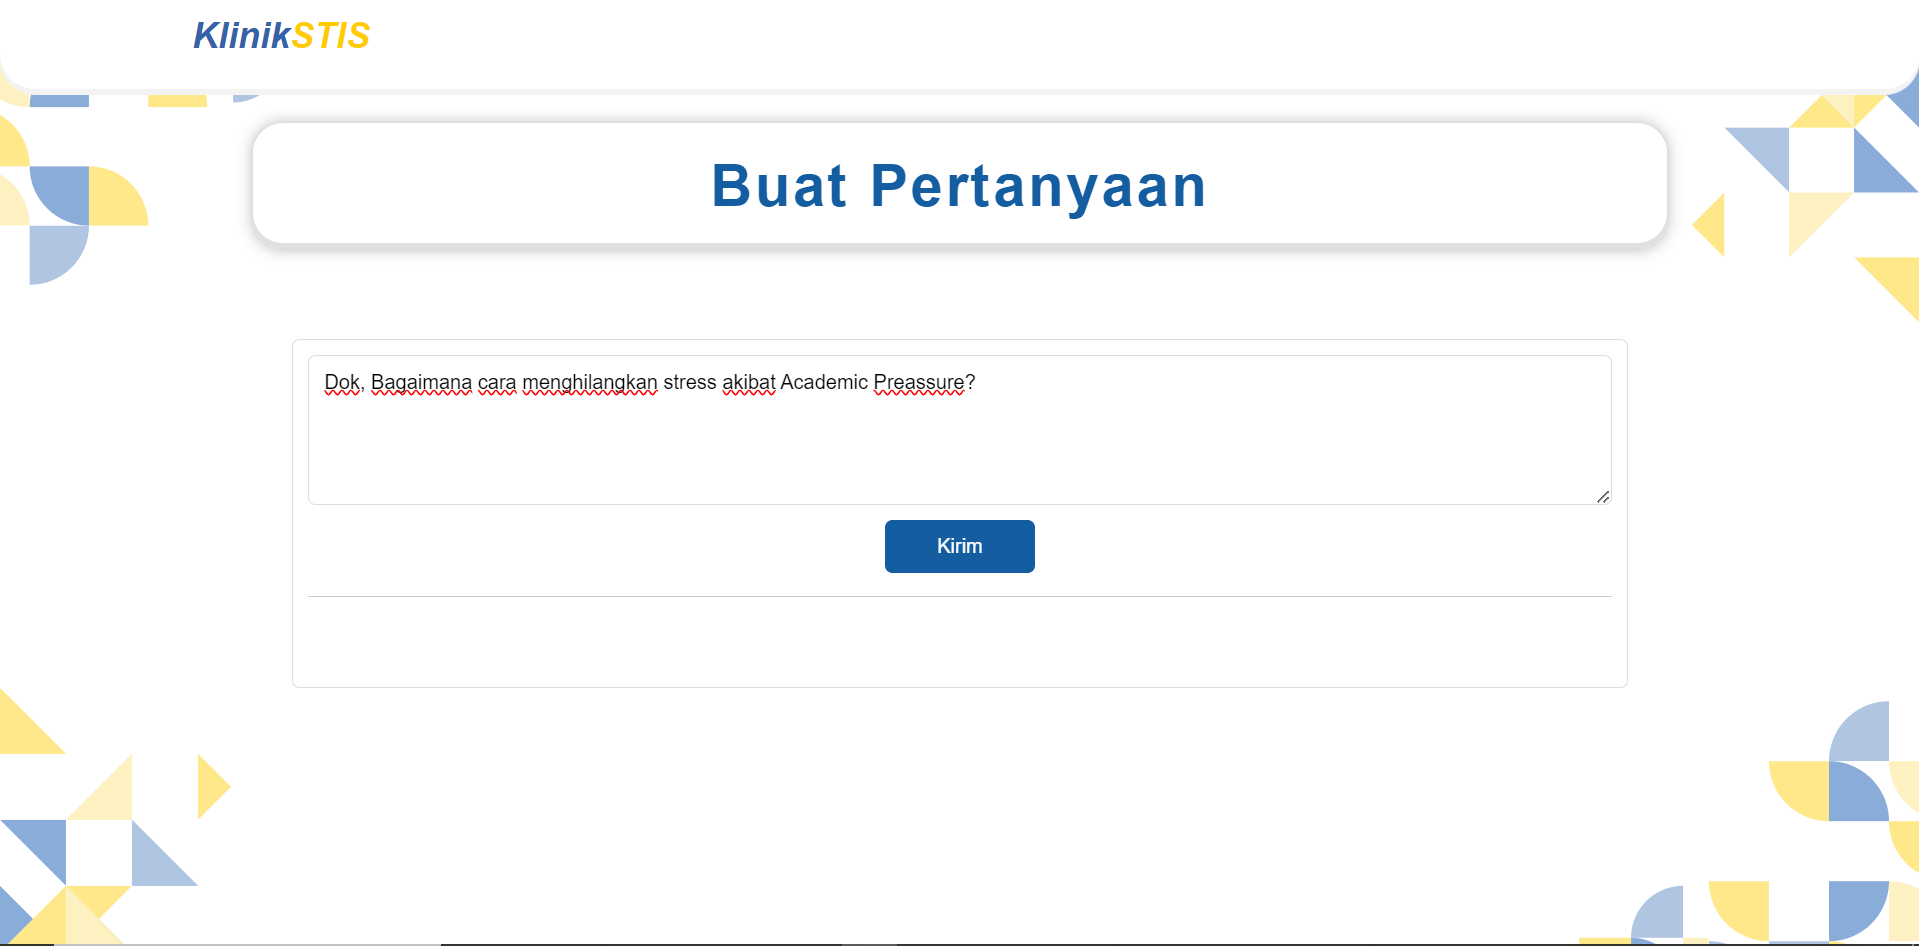 KlinikSTIS
Buat Pertanyaan
Dok, Bagaimana cara menghilangkan stress akibat Academic Preassure?
Kirim